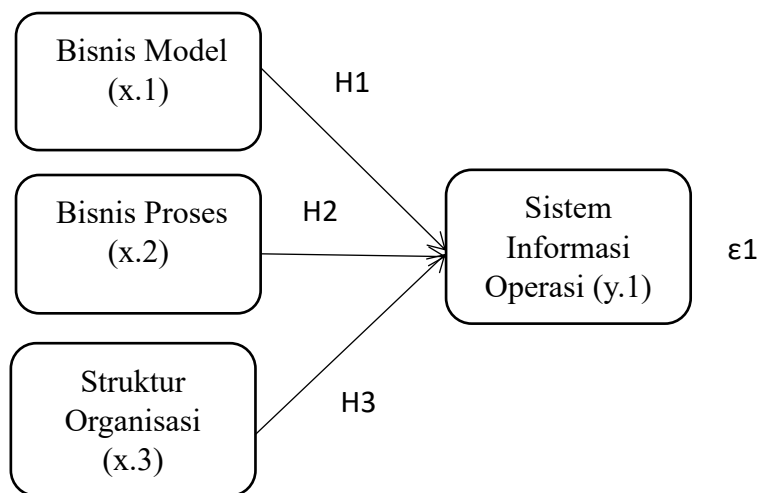 Bisnis Model
(x.1)
H1
Bisnis Proses
(x.2)
H2
Struktur
Organisasi
(x.3)
H3
Sistem
Informasi
Operasi (y.1)
ε1